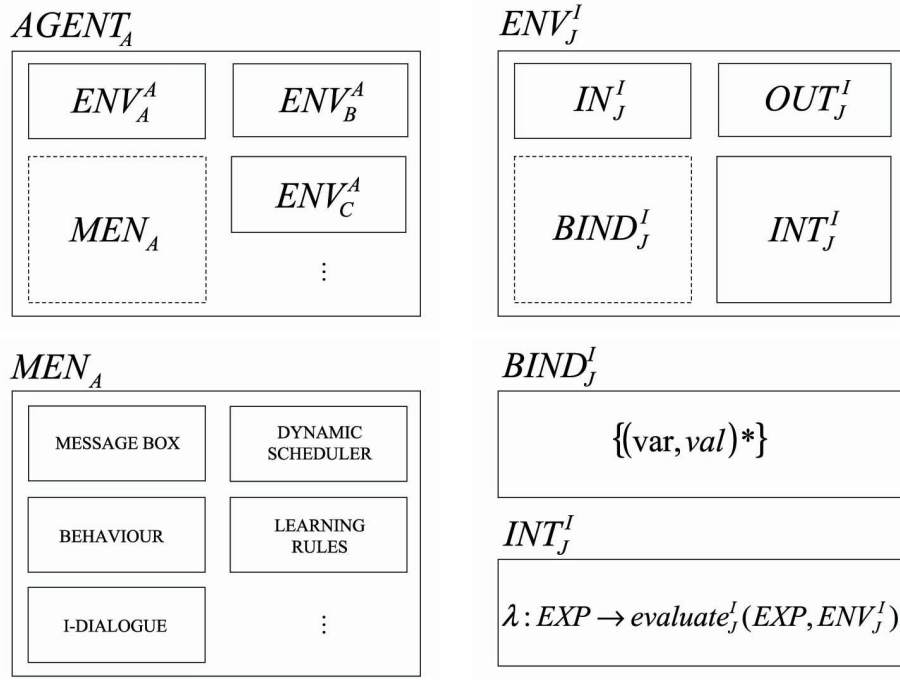 AGENT_A
ENV_A^A ENV_B^A
MEN_A ENV_C^A
⋮
ENV_J^I
IN_J^I OUT_J^I
BIND_J^I INT_J^I
MEN_A
MESSAGE BOX
DYNAMIC
SCHEDULER
BEHAVIOUR
LEARNING
RULES
I-DIALOGUE
⋮
BIND_J^I
{(var, val)*}
INT_J^I
λ : EXP → evaluate_J^I(EXP, ENV_J^I)